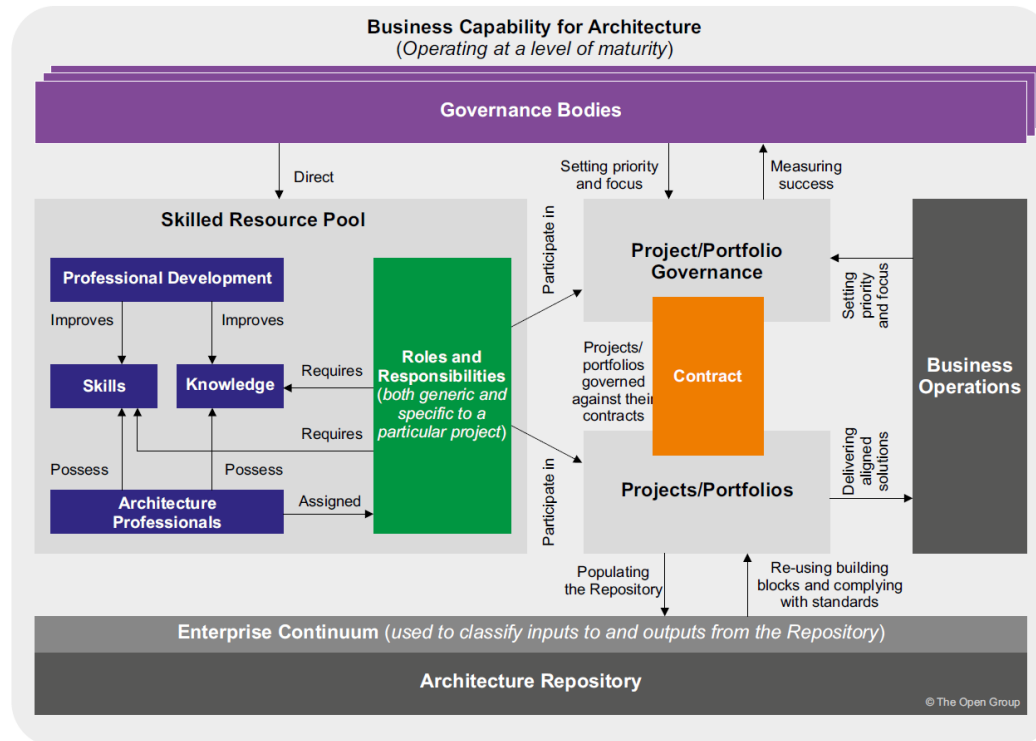 Business Capability for Architecture
(Operating at a level of maturity)
Governance Bodies
Direct
Setting priority
and focus
Measuring
success
Skilled Resource Pool
Professional Development
Improves
Improves
Skills
Knowledge
Requires
Requires
Possess
Possess
Architecture
Professionals
Assigned
Roles and
Responsibilities
(both generic and
specific to a
particular project)
Participate in
Participate in
Project/Portfolio
Governance
Projects/
portfolios
governed
against their
contracts
Contract
Projects/Portfolios
Setting
priority
and focus
Delivering
aligned
solutions
Business
Operations
Populating
the Repository
Re-using building
blocks and complying
with standards
Enterprise Continuum (used to classify inputs to and outputs from the Repository)
Architecture Repository
© The Open Group